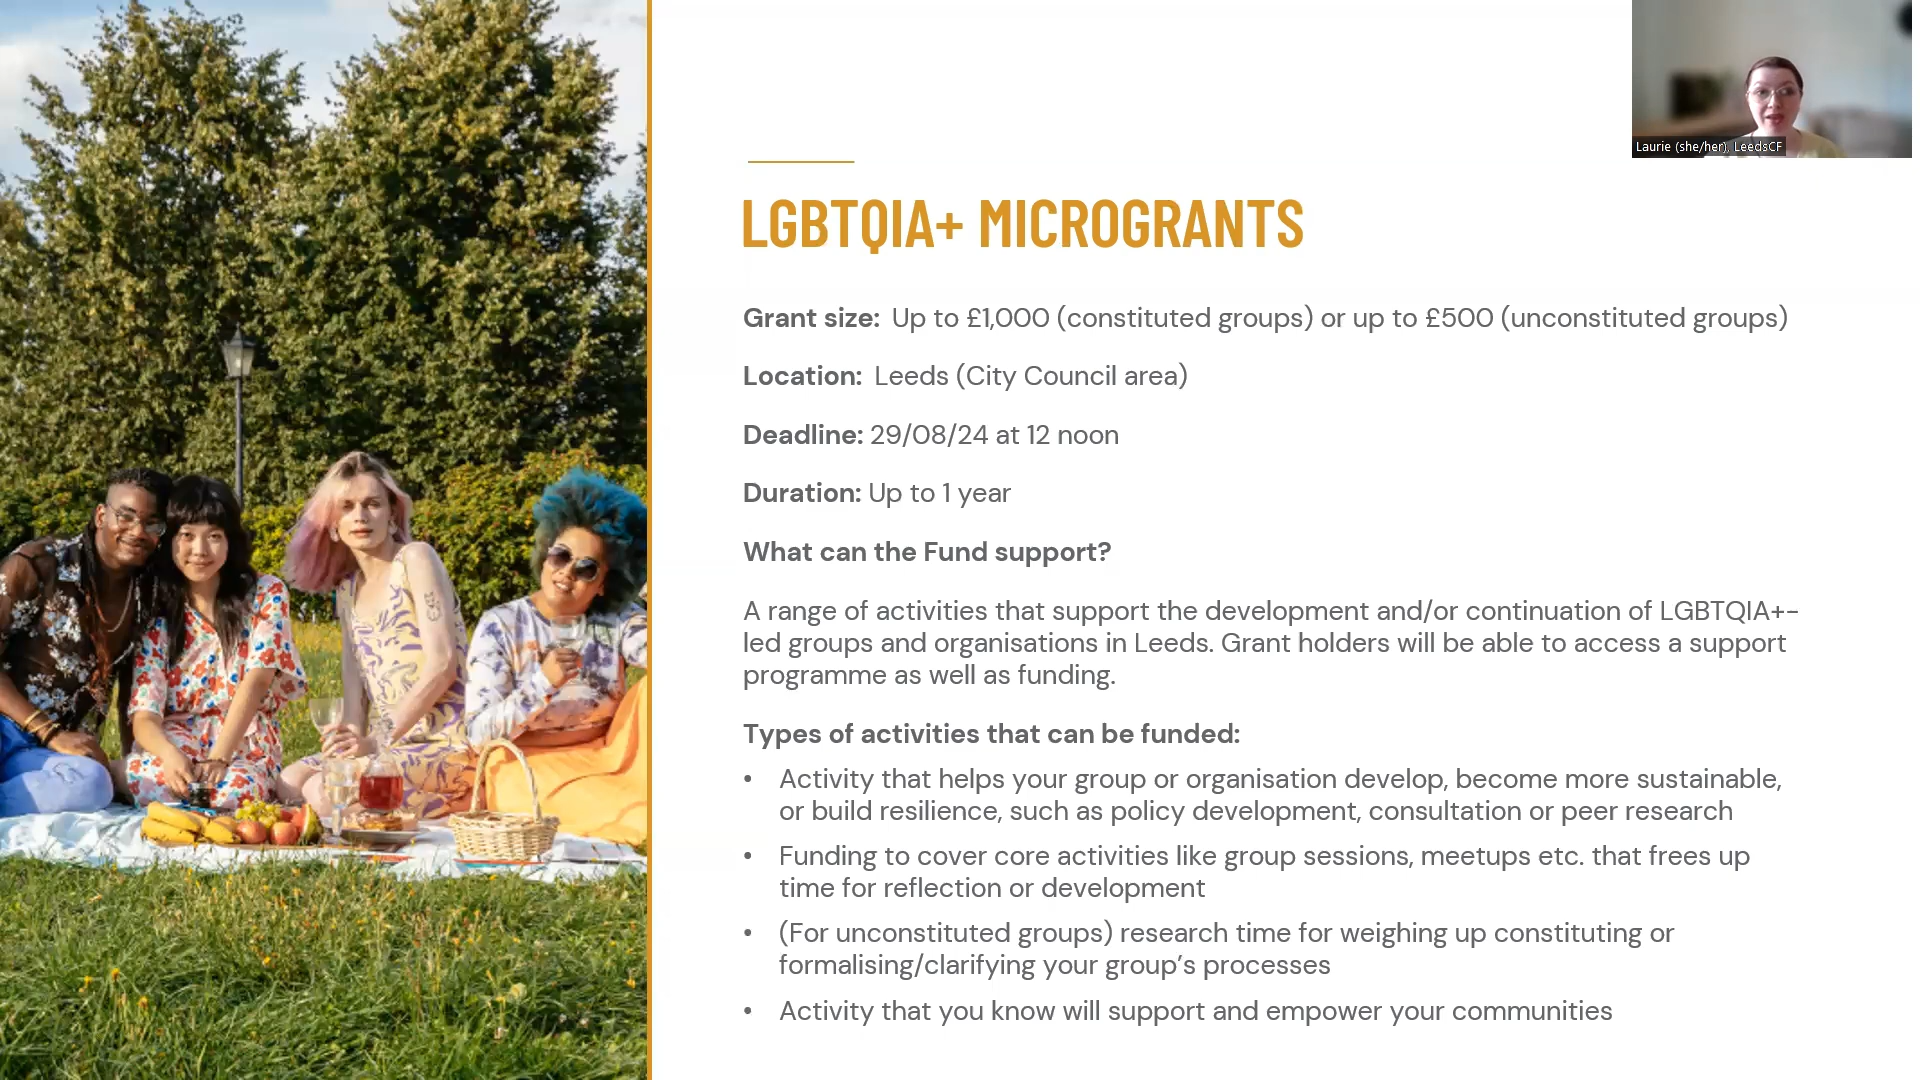 Laurie (she/her), LeedsCF
LGBTQIA+ MICROGRANTS
Grant size: Up to £1,000 (constituted groups) or up to £500 (unconstituted groups)
Location: Leeds (City Council area)
Deadline: 29/08/24 at 12 noon
Duration: Up to 1 year
What can the Fund support?
A range of activities that support the development and/or continuation of LGBTQIA+-
led groups and organisations in Leeds. Grant holders will be able to access a support
programme as well as funding.
Types of activities that can be funded:
• Activity that helps your group or organisation develop, become more sustainable,
or build resilience, such as policy development, consultation or peer research
• Funding to cover core activities like group sessions, meetups etc. that frees up
time for reflection or development
• (For unconstituted groups) research time for weighing up constituting or
formalising/clarifying your group's processes
• Activity that you know will support and empower your communities